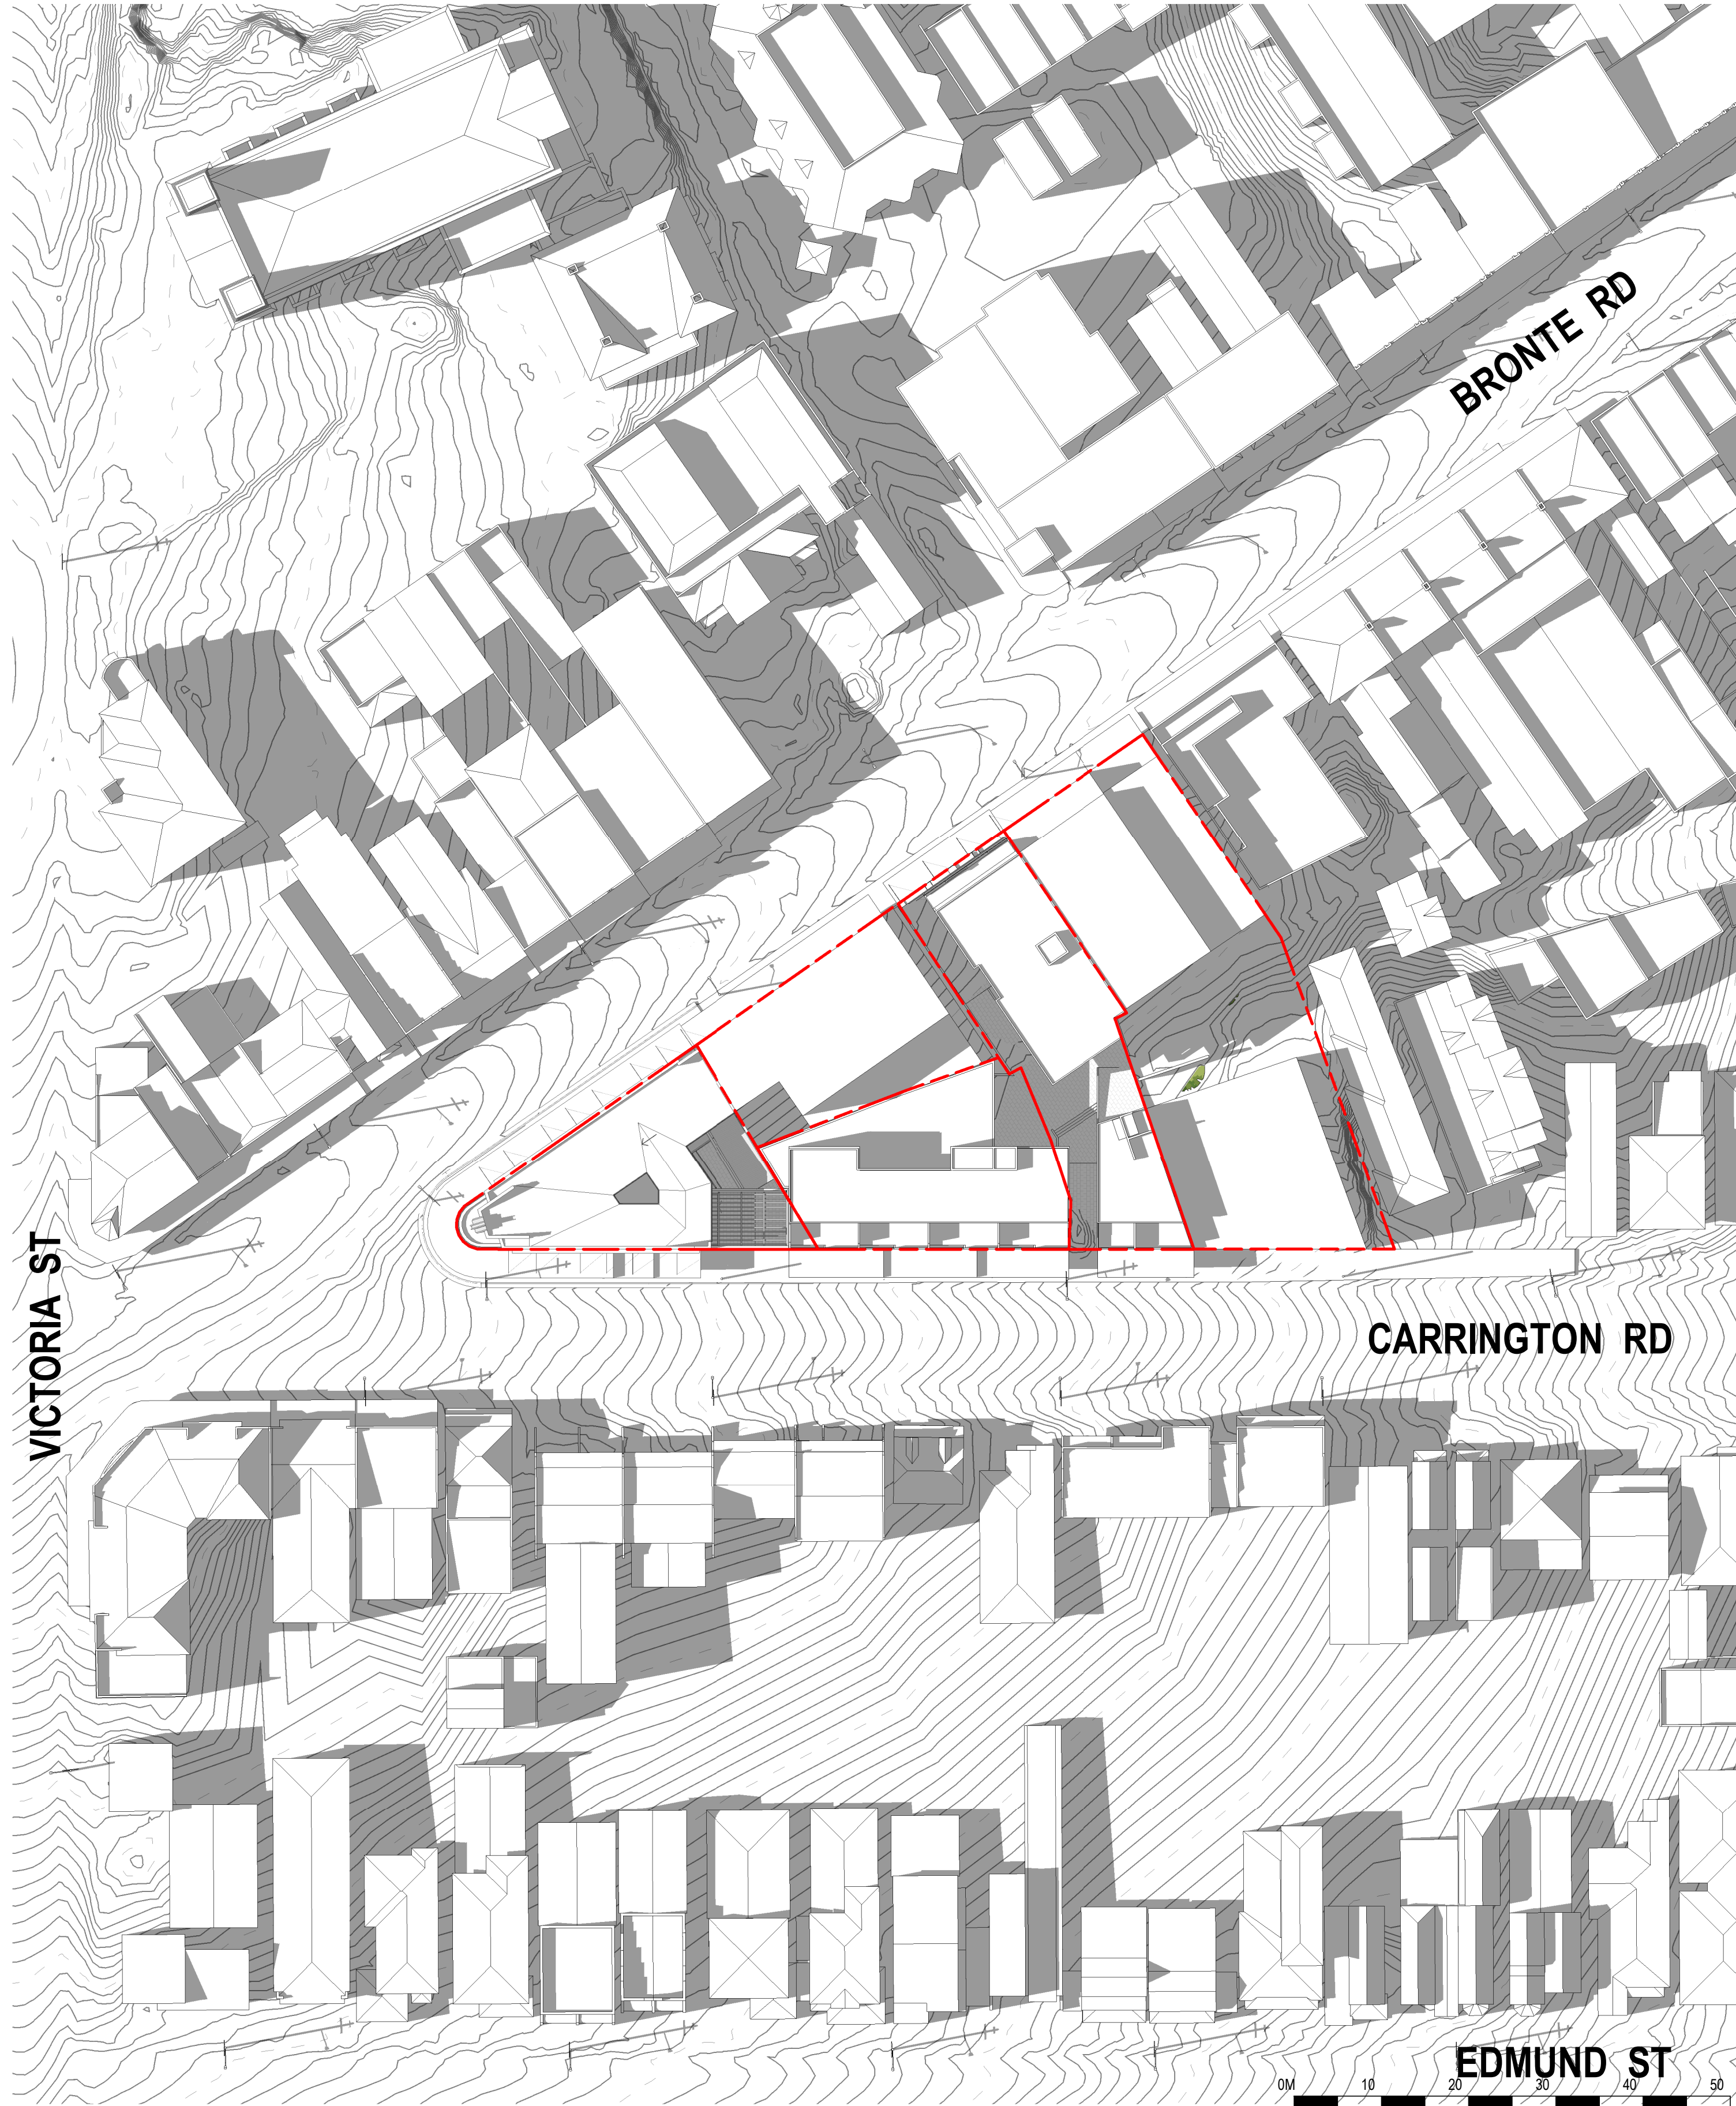 BRONTE RD
VICTORIA ST
CARRINGTON RD
EDMUND ST
0M 10 20 30 40 50